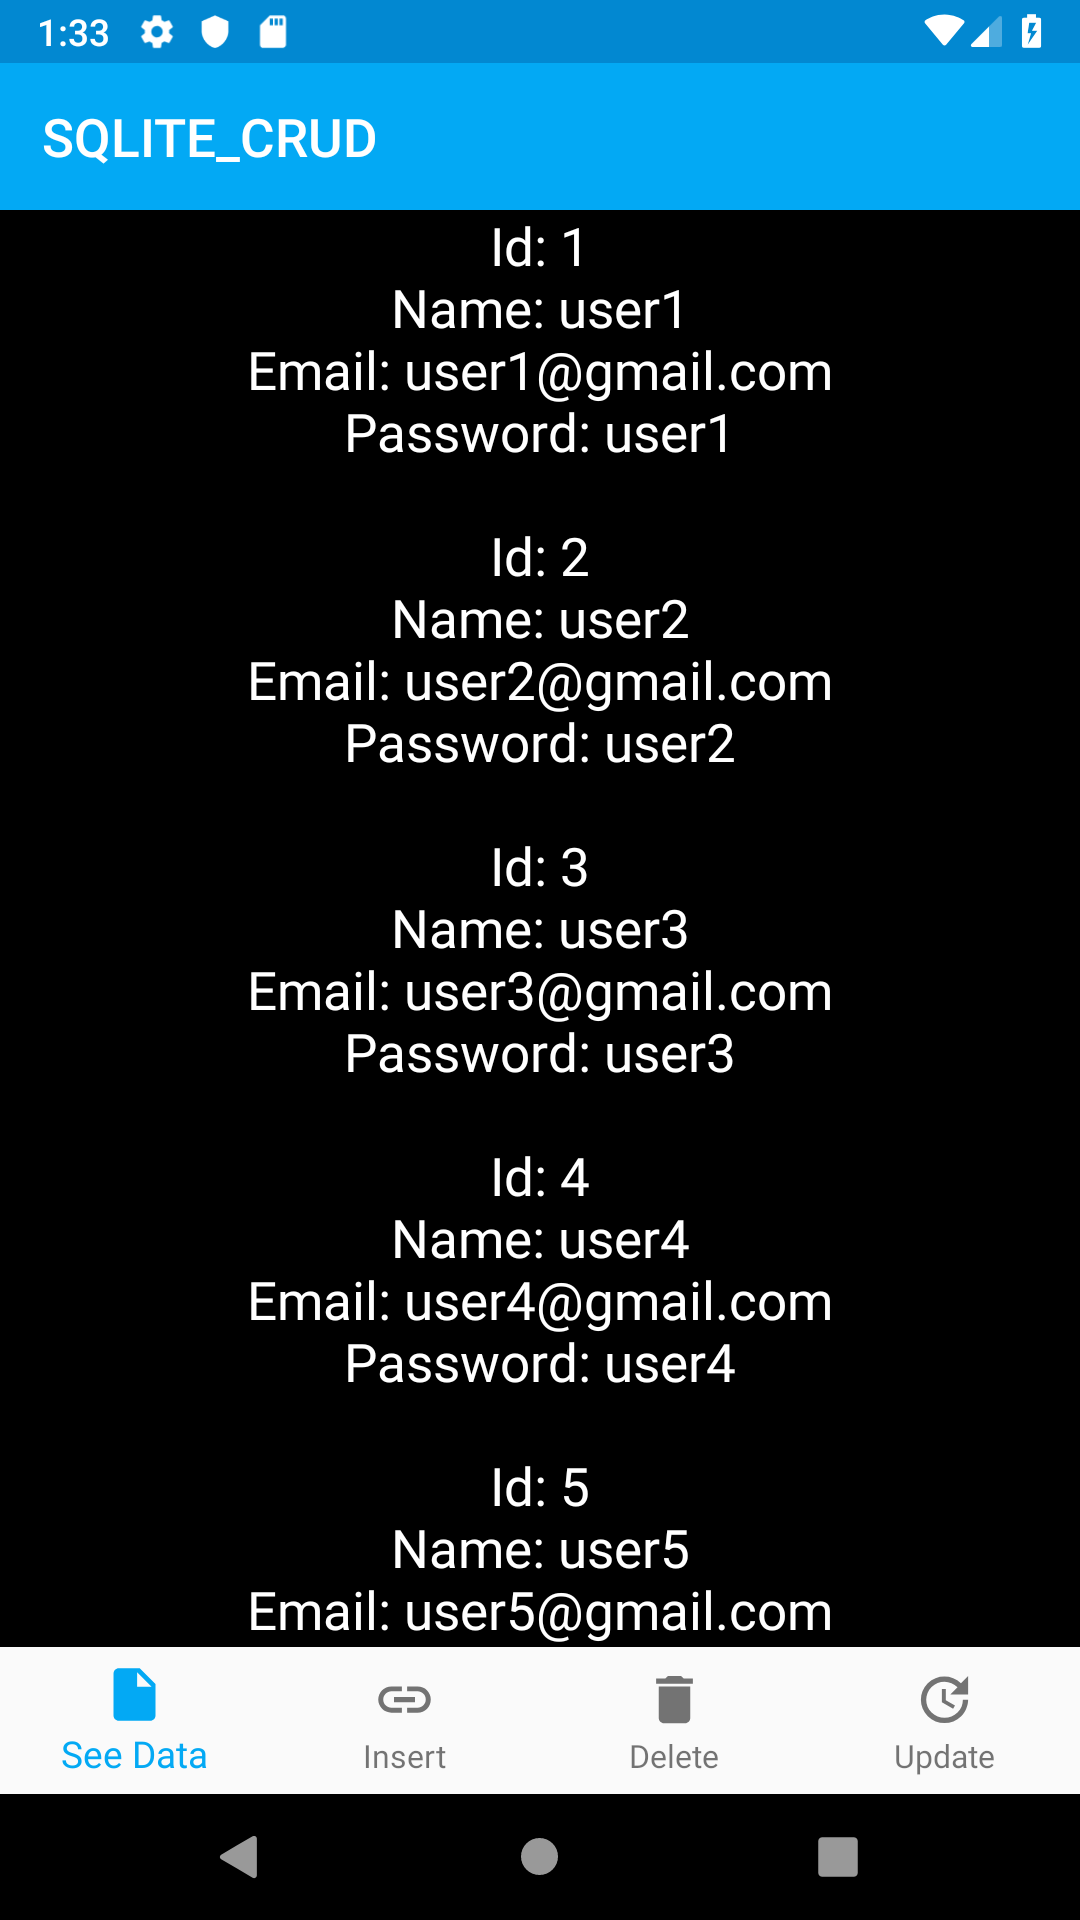 1:33
SQLITE_CRUD
Id: 1
Name: user1
Email: user1@gmail.com
Password: user1
Id: 2
Name: user2
Email: user2@gmail.com
Password: user2
Id: 3
Name: user3
Email: user3@gmail.com
Password: user3
Id: 4
Name: user4
Email: user4@gmail.com
Password: user4
Id: 5
Name: user5
Email: user5@gmail.com
See Data
Insert
Delete
Update